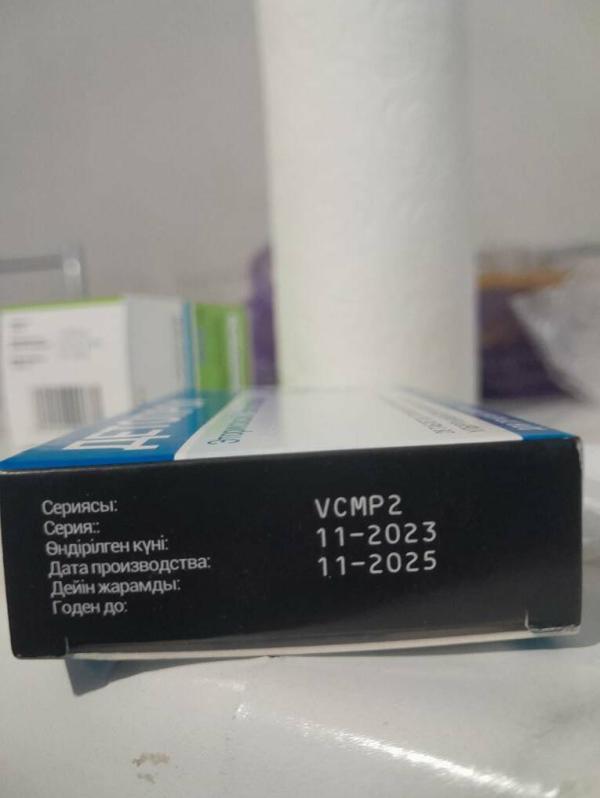 Сериясы:
Серия::
Өндірілген күні:
Дата производства:
Дейін жарамды:
Годен до:
VCMP2
11-2023
11-2025